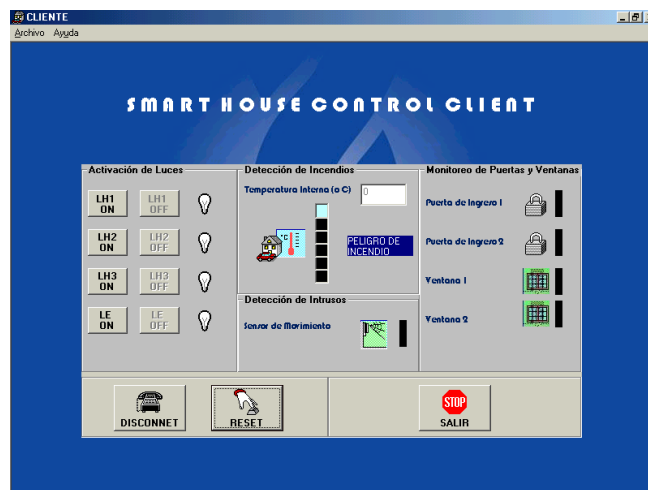 CLIENTE
Archivo Ayuda
SMART HOUSE CONTROL CLIENT
Activación de Luces
LH1 ON
LH1 OFF
LH2 ON
LH2 OFF
LH3 ON
LH3 OFF
LE ON
LE OFF
Detección de Incendios
Temperatura Interna (o C)
0
°C
PELIGRO DE
INCENDIO
Detección de Intrusos
Sensor de Movimiento
Monitoreo de Puertas y Ventanas
Puerta de Ingreso 1
Puerta de Ingreso 2
Ventana 1
Ventana 2
DISCONNET
RESET
STOP
SALIR